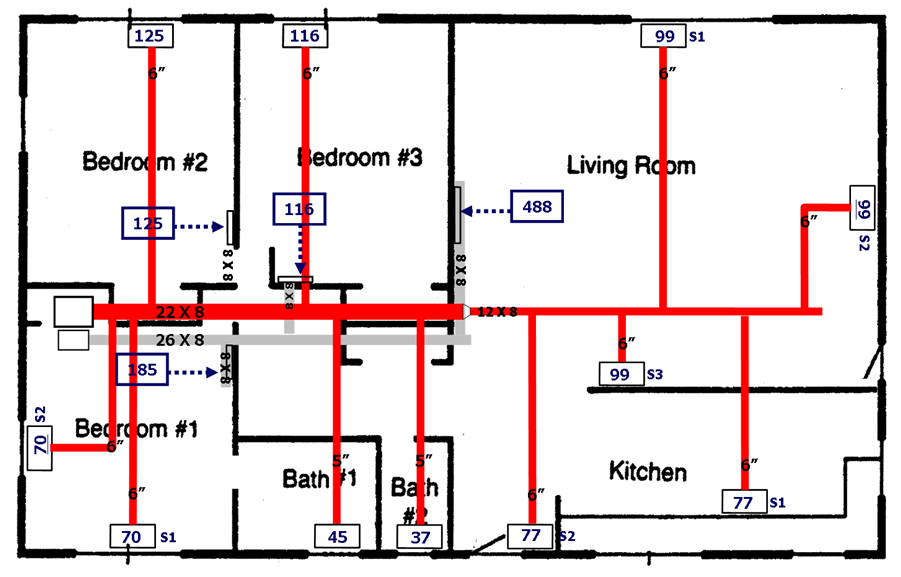 125
116
99 S1
6″
6″
6″
Bedroom #2
Bedroom #3
Living Room
125
116
488
99
S2
6″
8 X 8
8 X 8
8 X 8
22 X 8
12 X 8
26 X 8
6″
185
8 X 8
99 S3
S2
70
Bedroom #1
6″
5″
5″
6″
Kitchen
Bath #1
Bath
#2
6″
6″
77 S1
70 S1
45
37
77 S2